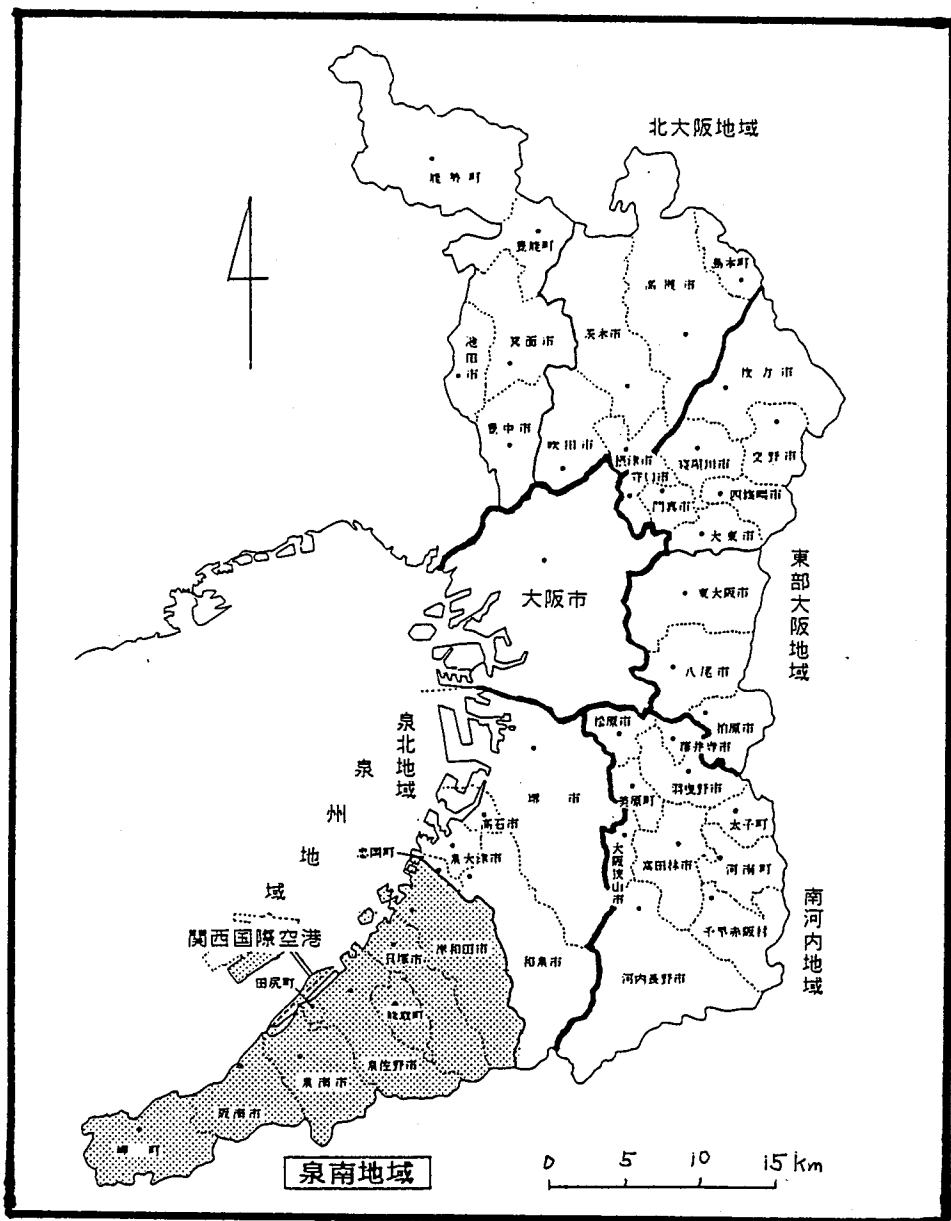 北大阪地域
能勢町
豊能町
島本町
高槻市
茨木市
箕面市
池田市
枚方市
豊中市
吹田市
摂津市
寝屋川市
交野市
守口市
門真市
四條畷市
大東市
大阪市
東大阪市
東部大阪地域
八尾市
松原市
柏原市
藤井寺市
羽曳野市
泉北地域
泉州地域
堺市
美原町
太子町
高石市
忠岡町
泉大津市
大阪狭山市
富田林市
河南町
千早赤阪村
南河内地域
関西国際空港
岸和田市
貝塚市
和泉市
河内長野市
田尻町
熊取町
泉佐野市
泉南市
阪南市
岬町
泉南地域
0 5 10 15 km